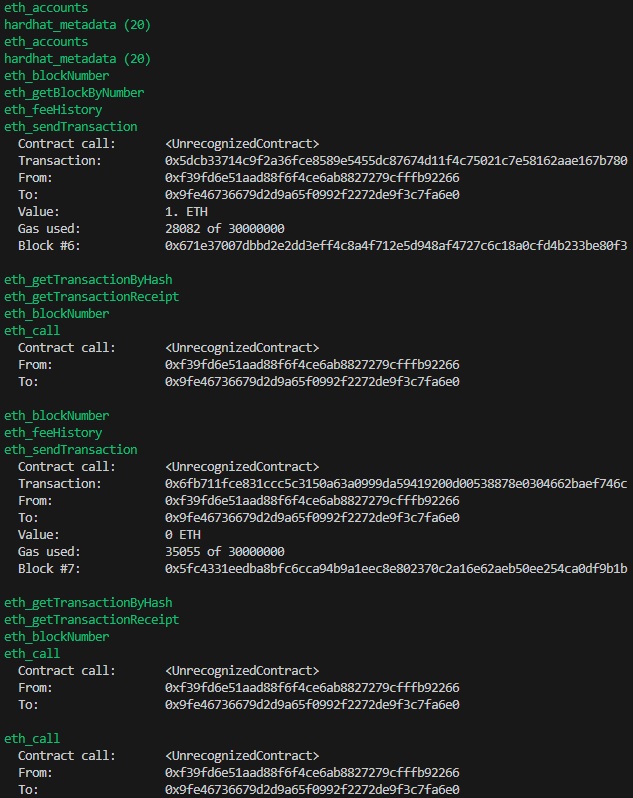 eth_accounts
hardhat_metadata (20)
eth_accounts
hardhat_metadata (20)
eth_blockNumber
eth_getBlockByNumber
eth_feeHistory
eth_sendTransaction
  Contract call:       <UnrecognizedContract>
  Transaction:         0x5dcb33714c9f2a36fce8589e5455dc87674d11f4c75021c7e58162aae167b780
  From:                0xf39fd6e51aad88f6f4ce6ab8827279cfffb92266
  To:                  0x9fe46736679d2d9a65f0992f2272de9f3c7fa6e0
  Value:               1. ETH
  Gas used:            28082 of 30000000
  Block #6:            0x671e37007dbbd2e2dd3eff4c8a4f712e5d948af4727c6c18a0cfd4b233be80f3

eth_getTransactionByHash
eth_getTransactionReceipt
eth_blockNumber
eth_call
  Contract call:       <UnrecognizedContract>
  From:                0xf39fd6e51aad88f6f4ce6ab8827279cfffb92266
  To:                  0x9fe46736679d2d9a65f0992f2272de9f3c7fa6e0

eth_blockNumber
eth_feeHistory
eth_sendTransaction
  Contract call:       <UnrecognizedContract>
  Transaction:         0x6fb711fce831ccc5c3150a63a0999da59419200d00538878e0304662baef746c
  From:                0xf39fd6e51aad88f6f4ce6ab8827279cfffb92266
  To:                  0x9fe46736679d2d9a65f0992f2272de9f3c7fa6e0
  Value:               0 ETH
  Gas used:            35055 of 30000000
  Block #7:            0x5fc4331eedba8bfc6cca94b9a1eec8e802370c2a16e62aeb50ee254ca0df9b1b

eth_getTransactionByHash
eth_getTransactionReceipt
eth_blockNumber
eth_call
  Contract call:       <UnrecognizedContract>
  From:                0xf39fd6e51aad88f6f4ce6ab8827279cfffb92266
  To:                  0x9fe46736679d2d9a65f0992f2272de9f3c7fa6e0

eth_call
  Contract call:       <UnrecognizedContract>
  From:                0xf39fd6e51aad88f6f4ce6ab8827279cfffb92266
  To:                  0x9fe46736679d2d9a65f0992f2272de9f3c7fa6e0